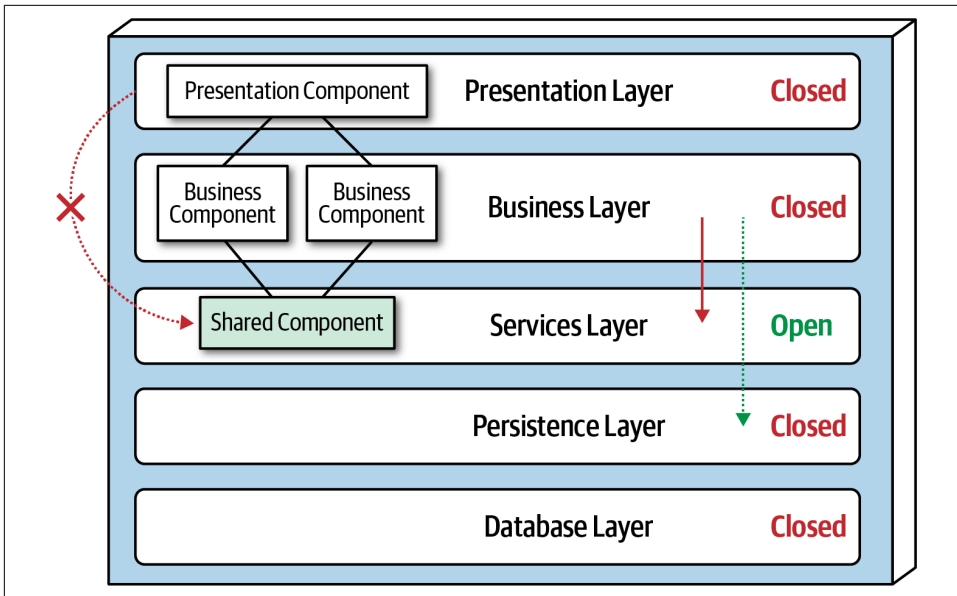 Presentation Component
Presentation Layer
Closed
Business
Component
Business
Component
Business Layer
Closed
Shared Component
Services Layer
Open
Persistence Layer
Closed
Database Layer
Closed